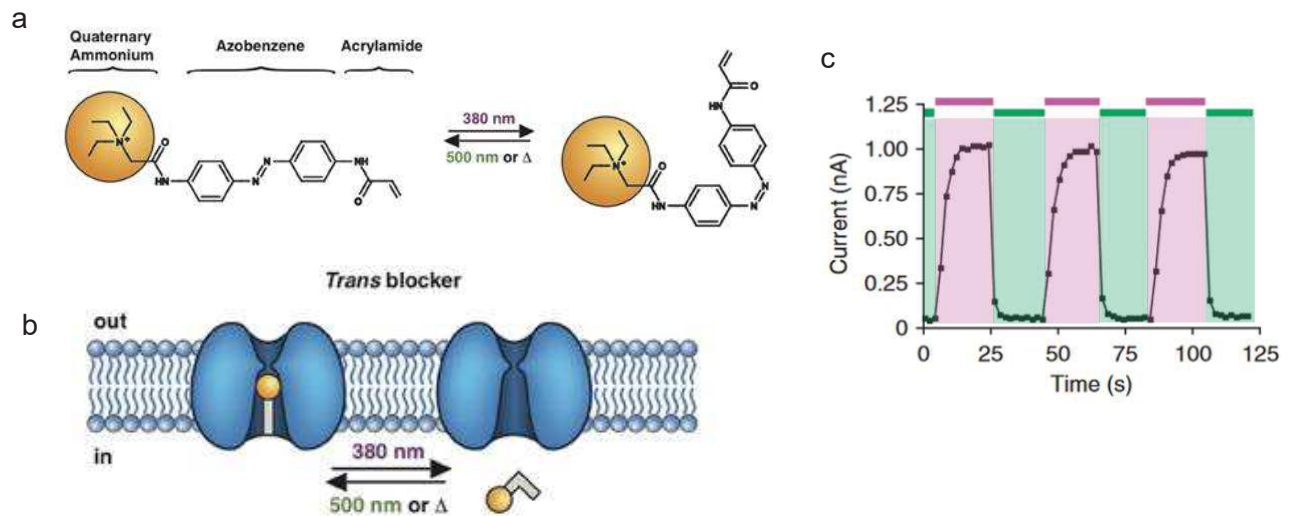 a
Quaternary
Ammonium
Azobenzene
Acrylamide
N+
O
NH
N
N
NH
O
380 nm
500 nm or Δ
O
HN
N+
O
NH
N
N
Trans blocker
b
out
in
380 nm
500 nm or Δ
c
1.25
1.00
0.75
0.50
0.25
0
Current (nA)
0
25
50
75
100
125
Time (s)